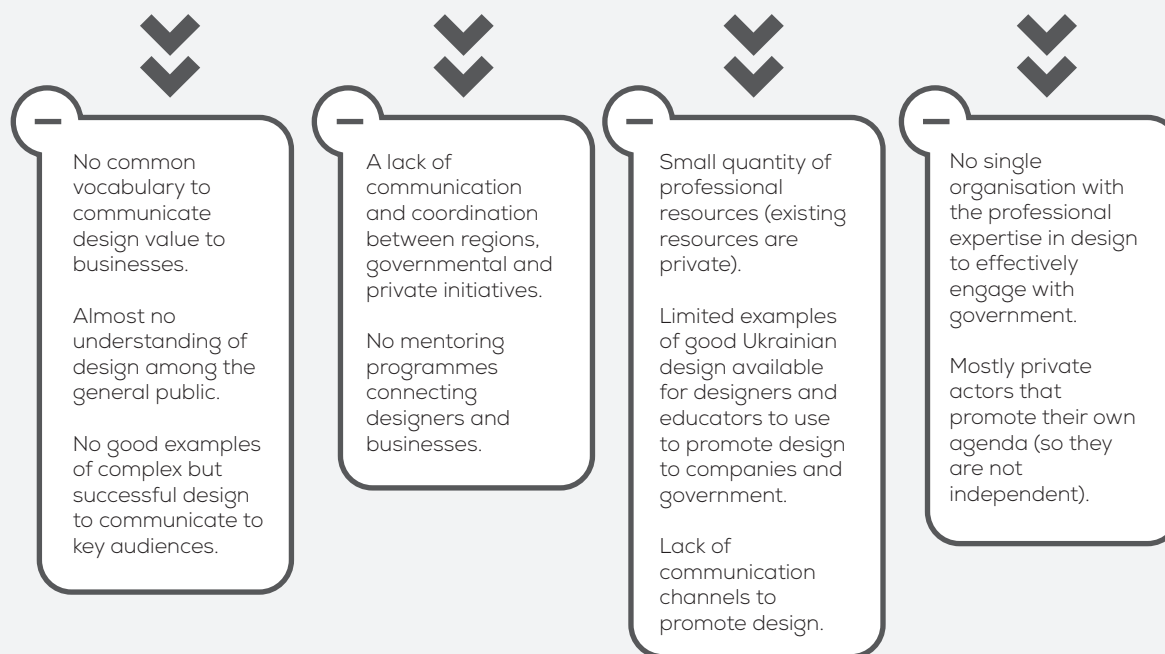 No common
vocabulary to
communicate
design value to
businesses.
Almost no
understanding of
design among the
general public.
No good examples
of complex but
successful design
to communicate to
key audiences.
A lack of
communication
and coordination
between regions,
governmental and
private initiatives.
No mentoring
programmes
connecting
designers and
businesses.
Small quantity of
professional
resources (existing
resources are
private).
Limited examples
of good Ukrainian
design available
for designers and
educators to use
to promote design
to companies and
government.
Lack of
communication
channels to
promote design.
No single
organisation with
the professional
expertise in design
to effectively
engage with
government.
Mostly private
actors that
promote their own
agenda (so they
are not
independent).